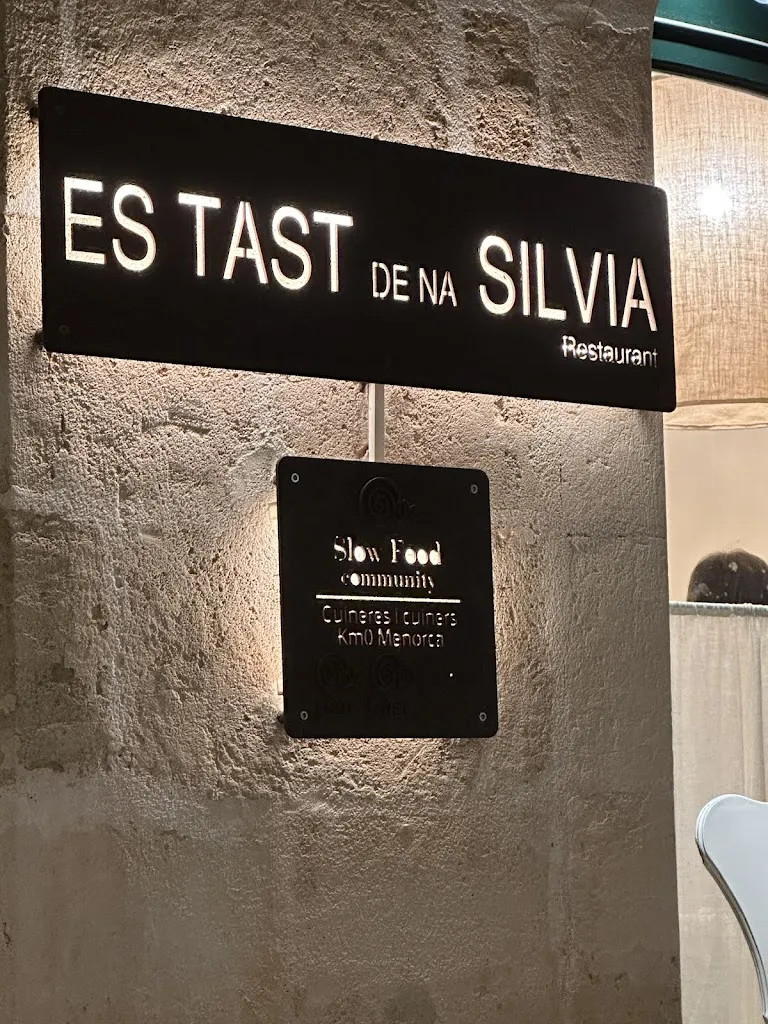 ES TAST DE NA SILVIA
Restaurant
Slow Food
community
Cuineres i cuiners
Km0 Menorca